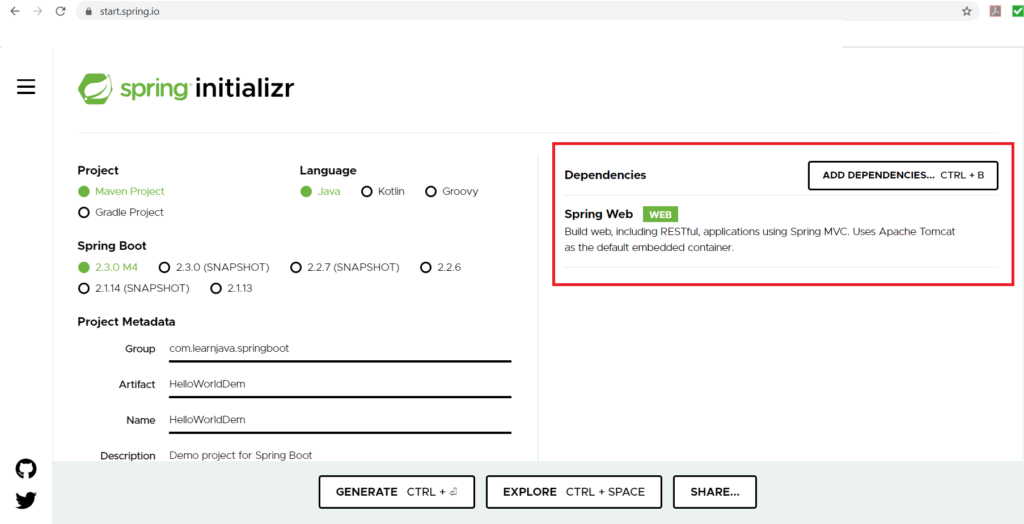 start.spring.io
spring initializr
Project
Maven Project
Gradle Project
Language
Java Kotlin Groovy
Spring Boot
2.3.0 M4 2.3.0 (SNAPSHOT) 2.2.7 (SNAPSHOT) 2.2.6
2.1.14 (SNAPSHOT) 2.1.13
Project Metadata
Group com.learnjava.springboot
Artifact HelloWorldDem
Name HelloWorldDem
Description Demo project for Spring Boot
Dependencies ADD DEPENDENCIES... CTRL + B
Spring Web WEB
Build web, including RESTful, applications using Spring MVC. Uses Apache Tomcat
as the default embedded container.
GENERATE CTRL + ⏎ EXPLORE CTRL + SPACE SHARE...